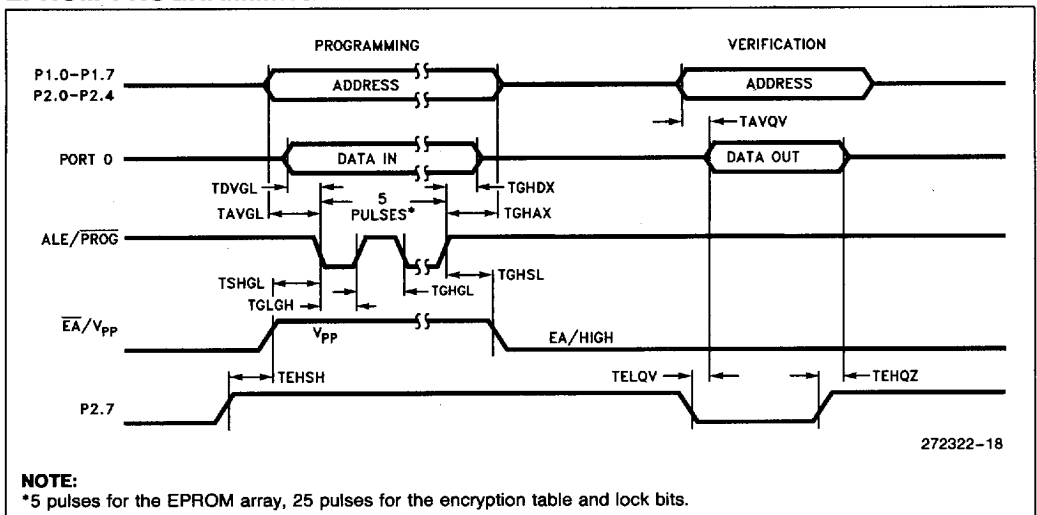 PROGRAMMING
VERIFICATION
P1.0–P1.7
P2.0–P2.4
ADDRESS
ADDRESS
TAVQV
PORT 0
DATA IN
DATA OUT
TDVGL
TGHDX
5
PULSES*
TAVGL
TGHAX
ALE/PROG
TSHGL
TGHSL
TGHGL
TGLGH
EA/VPP
VPP
EA/HIGH
TEHSH
TELQV
TEHQZ
P2.7
272322–18
NOTE:
*5 pulses for the EPROM array, 25 pulses for the encryption table and lock bits.